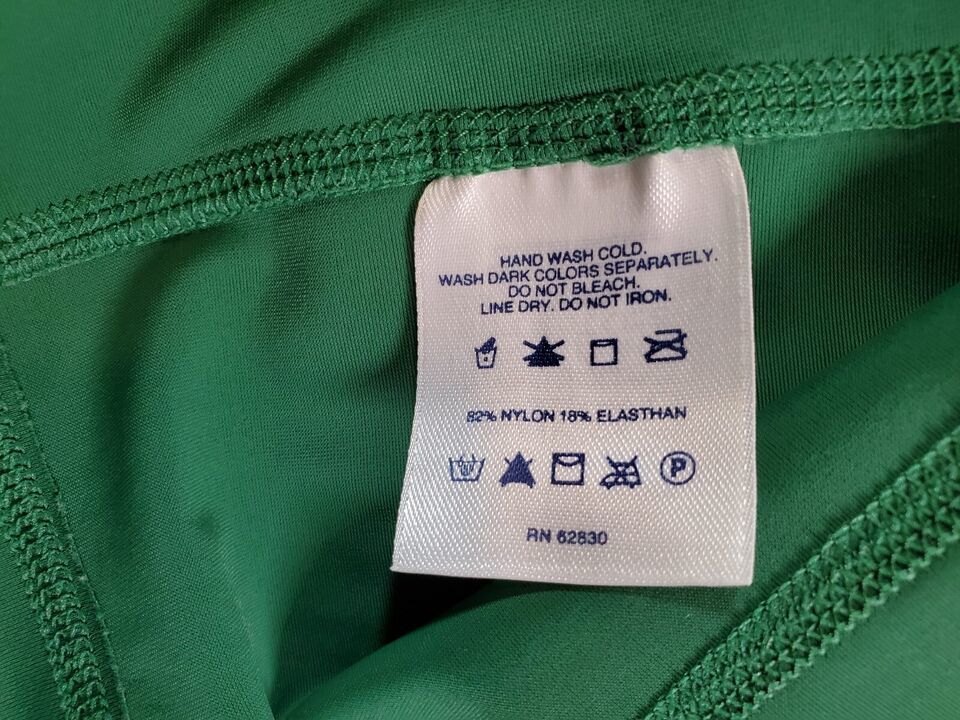 HAND WASH COLD.
WASH DARK COLORS SEPARATELY.
DO NOT BLEACH.
LINE DRY. DO NOT IRON.
82% NYLON 18% ELASTHAN
P
RN 62830